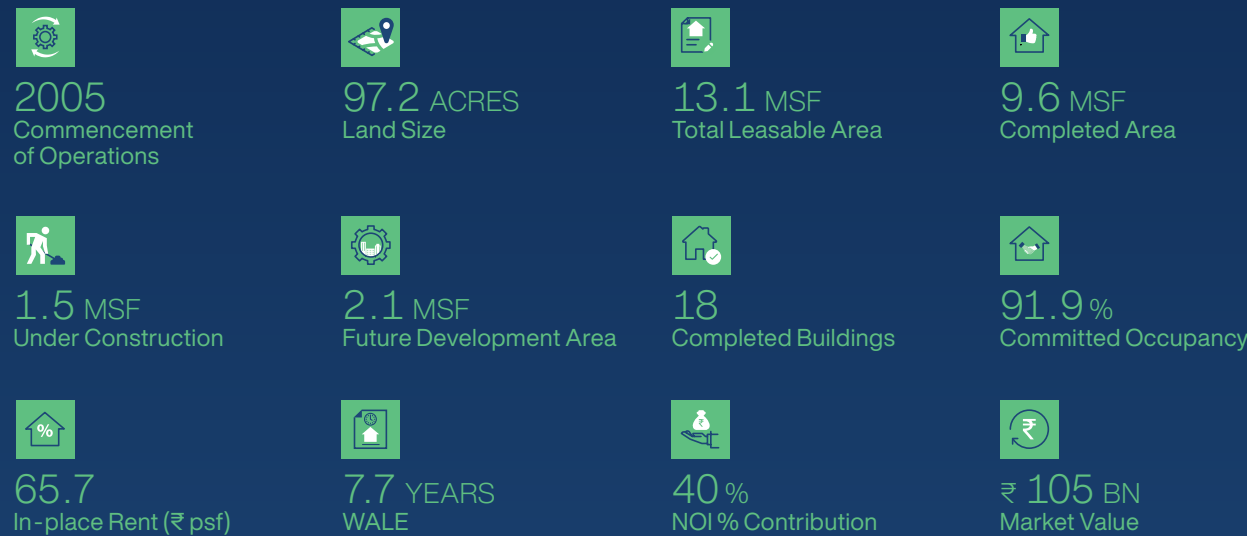 2005
Commencement
of Operations
97.2 ACRES
Land Size
13.1 MSF
Total Leasable Area
9.6 MSF
Completed Area
1.5 MSF
Under Construction
2.1 MSF
Future Development Area
18
Completed Buildings
91.9 %
Committed Occupancy
%
65.7
In-place Rent (₹ psf)
7.7 YEARS
WALE
₹
40 %
NOI % Contribution
₹
₹ 105 BN
Market Value